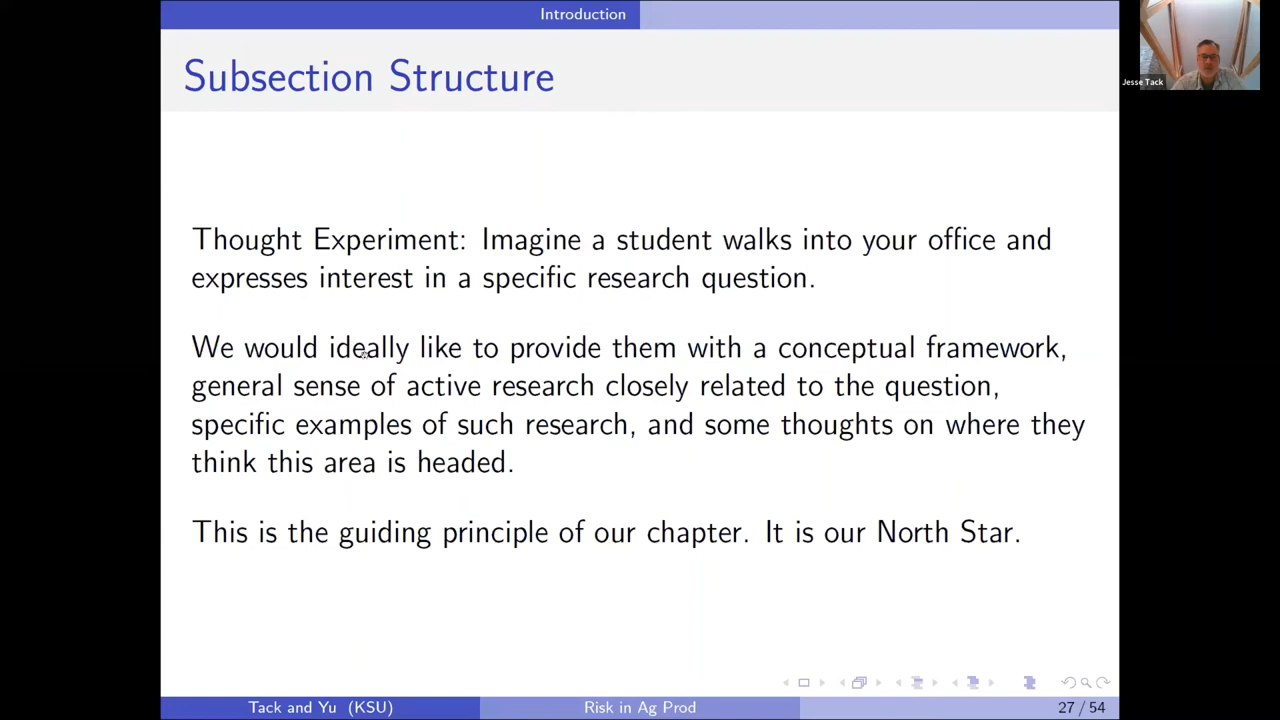 Introduction
Jesse Tack
Subsection Structure
Thought Experiment: Imagine a student walks into your office and
expresses interest in a specific research question.
We would ideally like to provide them with a conceptual framework,
general sense of active research closely related to the question,
specific examples of such research, and some thoughts on where they
think this area is headed.
This is the guiding principle of our chapter. It is our North Star.
Tack and Yu (KSU)
Risk in Ag Prod
27 / 54